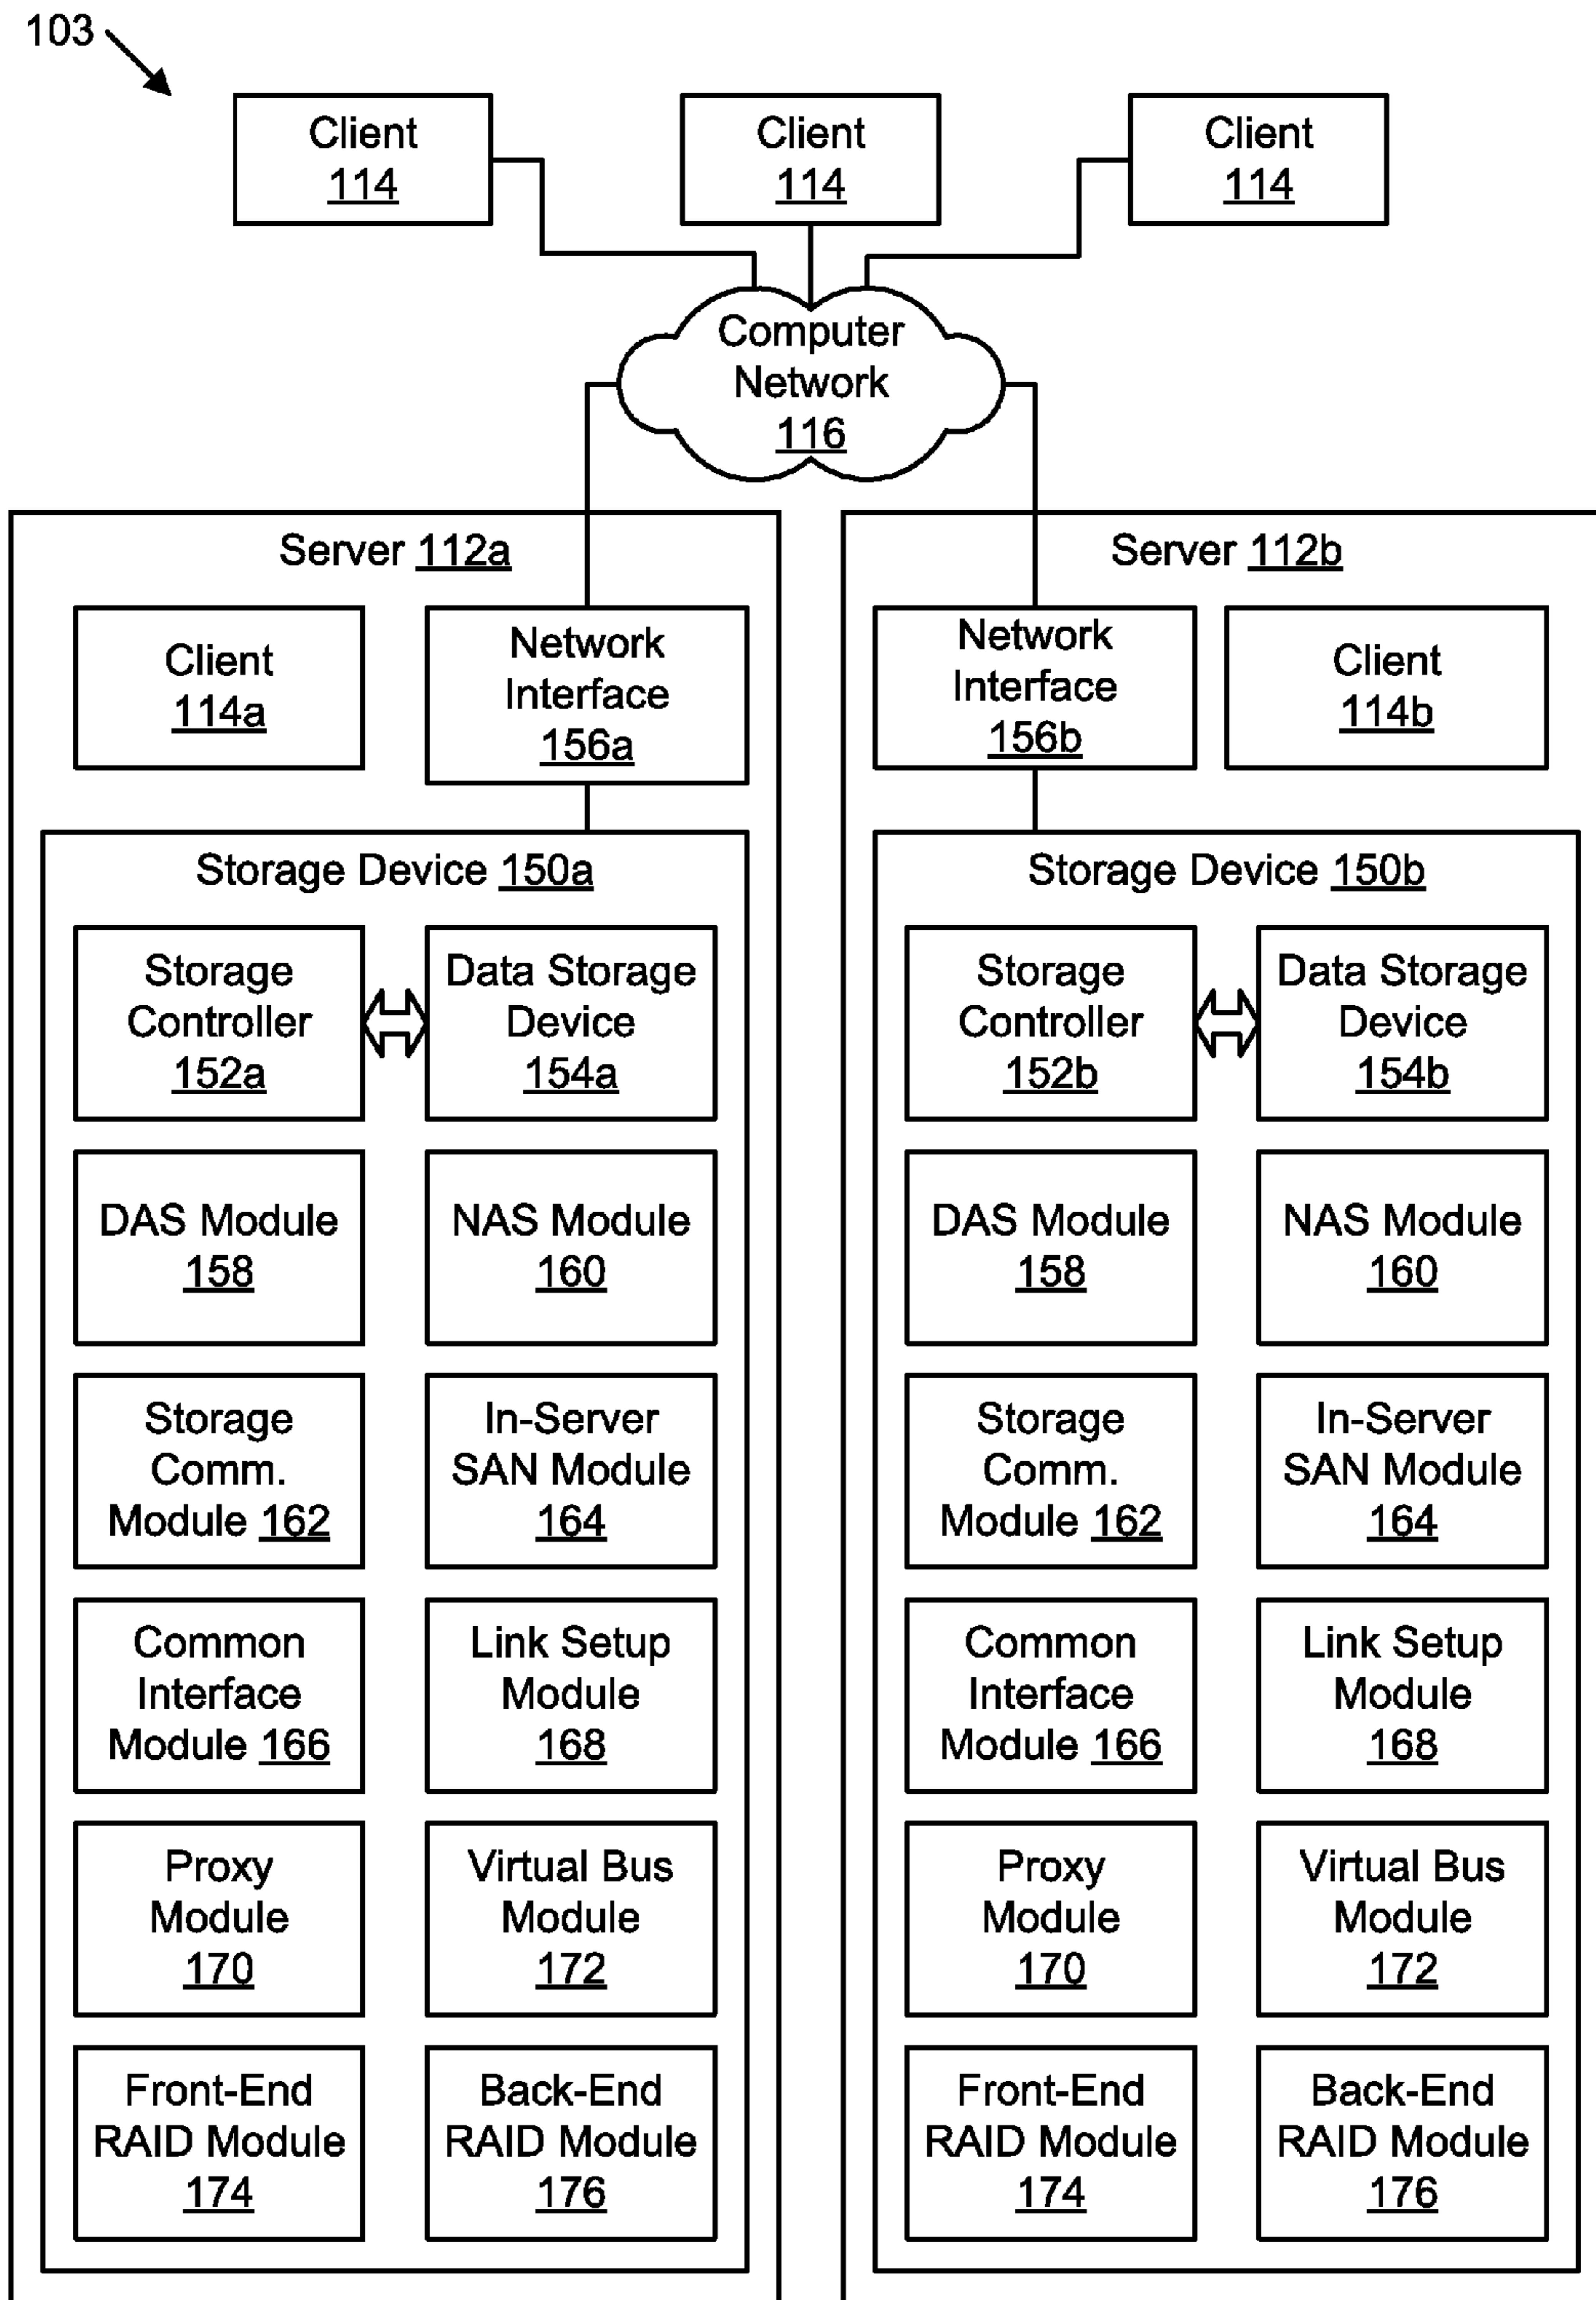 103
Client
114
Client
114
Client
114
Computer
Network
116
Server 112a
Client
114a
Network
Interface
156a
Storage Device 150a
Storage
Controller
152a
Data Storage
Device
154a
DAS Module
158
NAS Module
160
Storage
Comm.
Module 162
In-Server
SAN Module
164
Common
Interface
Module 166
Link Setup
Module
168
Proxy
Module
170
Virtual Bus
Module
172
Front-End
RAID Module
174
Back-End
RAID Module
176
Server 112b
Network
Interface
156b
Client
114b
Storage Device 150b
Storage
Controller
152b
Data Storage
Device
154b
DAS Module
158
NAS Module
160
Storage
Comm.
Module 162
In-Server
SAN Module
164
Common
Interface
Module 166
Link Setup
Module
168
Proxy
Module
170
Virtual Bus
Module
172
Front-End
RAID Module
174
Back-End
RAID Module
176